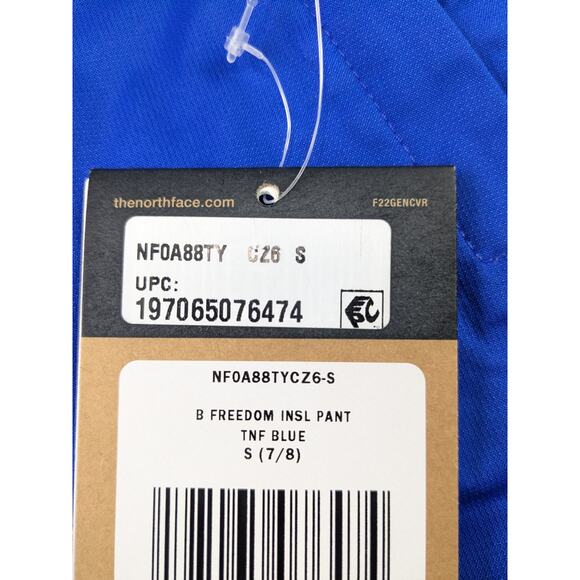 thenorthface.com F22GENCVR
NF0A88TY CZ6 S
UPC:
197065076474
NF0A88TYCZ6-S
B FREEDOM INSL PANT
TNF BLUE
S (7/8)